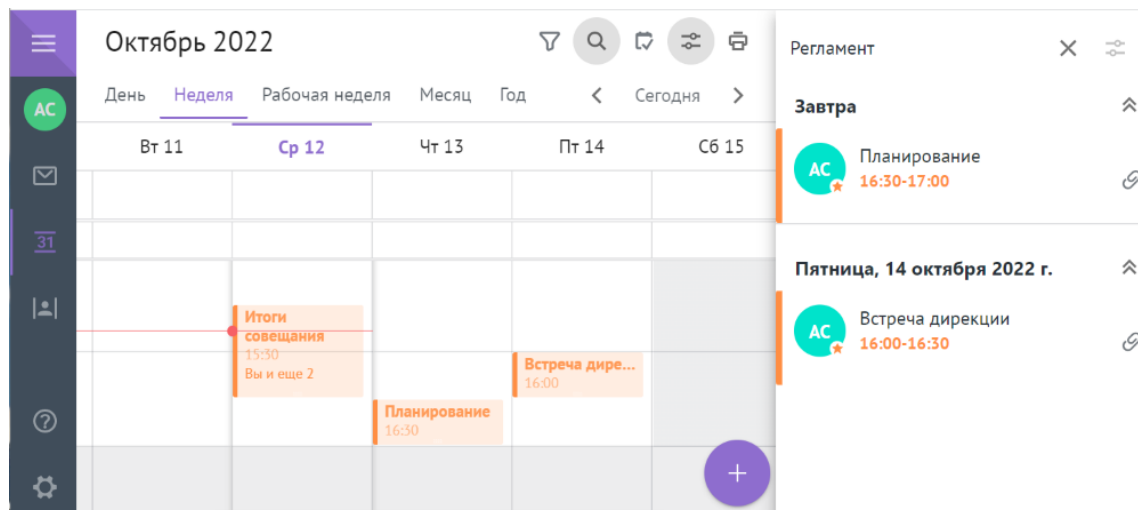 Октябрь 2022
АС
День Неделя Рабочая неделя Месяц Год Сегодня
Вт 11 Ср 12 Чт 13 Пт 14 Сб 15
31
Итоги
совещания
15:30
Вы и еще 2
Встреча дире...
16:00
Планирование
16:30
+
Регламент
Завтра
АС
Планирование
16:30-17:00
Пятница, 14 октября 2022 г.
АС
Встреча дирекции
16:00-16:30